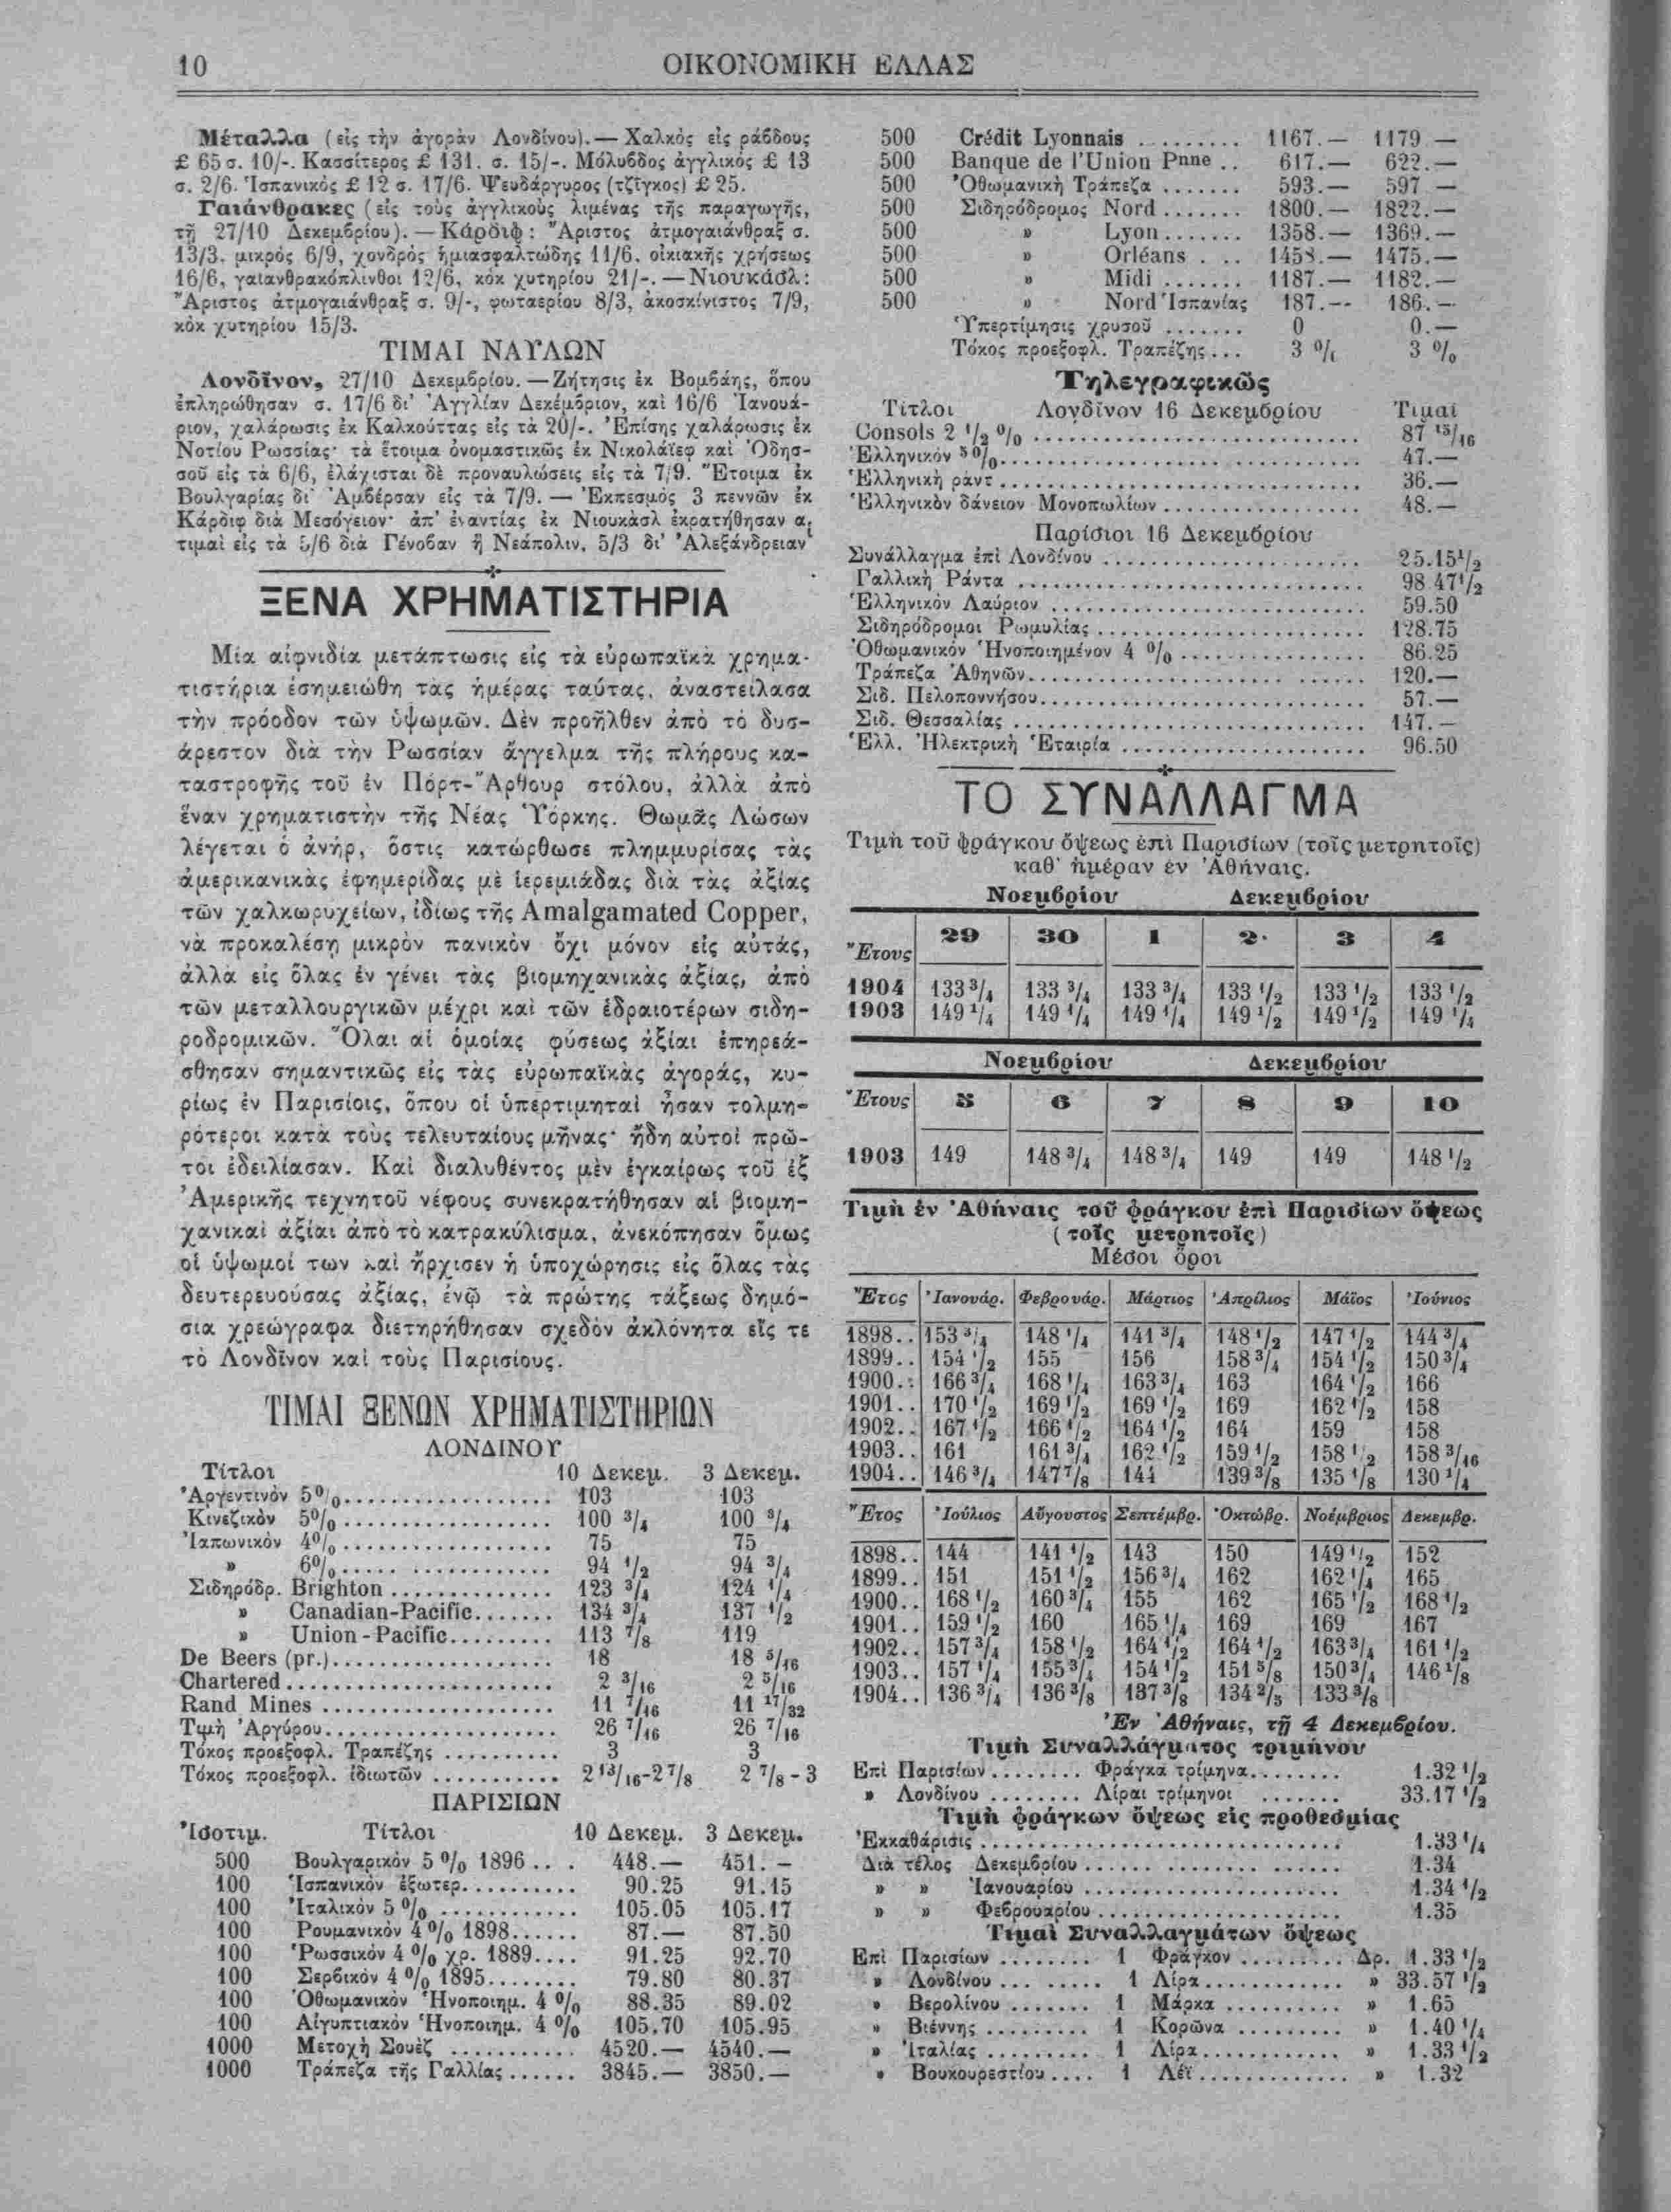 10
ΟΙΚΟΝΟΜΙΚΗ ΕΛΛΑΣ
Μέταλλα (εἰς τὴν ἀγορὰν Λονδίνου).— Χαλκὸς εἰς ράβδους
£ 65 σ. 10/-. Κασσίτερος £ 131. σ. 15/-. Μόλυβδος ἀγγλικὸς £ 13
σ. 2/6. Ἰσπανικὸς £ 12 σ. 17/6. Ψευδάργυρος (τζῖγκος) £ 25.
Γαιάνθρακες (εἰς τοὺς ἀγγλικοὺς λιμένας τῆς παραγωγῆς,
τῇ 27/10 Δεκεμβρίου).—Κάρδιφ: Ἄριστος ἀτμογαιάνθραξ σ.
13/3, μικρὸς 6/9, χονδρὸς ἡμιασφαλτώδης 11/6, οἰκιακῆς χρήσεως
16/6, γαιανθρακόπλινθοι 12/6, κὸκ χυτηρίου 21/-.—Νιουκάσλ:
Ἄριστος ἀτμογαιάνθραξ σ. 9/-, φωταερίου 8/3, ἀκοσκίνιστος 7/9,
κὸκ χυτηρίου 15/3.
ΤΙΜΑΙ ΝΑΥΛΩΝ
Λονδῖνον, 27/10 Δεκεμβρίου.—Ζήτησις ἐκ Βομβάης, ὅπου
ἐπληρώθησαν σ. 17/6 δι' Ἀγγλίαν Δεκέμβριον, καὶ 16/6 Ἰανουά-
ριον, χαλάρωσις ἐκ Καλκούττας εἰς τὰ 20/-. Ἐπίσης χαλάρωσις ἐκ
Νοτίου Ρωσσίας· τὰ ἕτοιμα ὀνομαστικῶς ἐκ Νικολάϊεφ καὶ Ὀδησ-
σοῦ εἰς τὰ 6/6, ἐλάχισται δὲ προναυλώσεις εἰς τὰ 7/9. Ἕτοιμα ἐκ
Βουλγαρίας δι' Ἀμβέρσαν εἰς τὰ 7/9. — Ἐκπεσμὸς 3 πεννῶν ἐκ
Κάρδιφ διὰ Μεσόγειον· ἀπ' ἐναντίας ἐκ Νιουκὰσλ ἐκρατήθησαν αἱ
τιμαὶ εἰς τὰ 5/6 διὰ Γένοβαν ἢ Νεάπολιν, 5/3 δι' Ἀλεξάνδρειαν
ΞΕΝΑ ΧΡΗΜΑΤΙΣΤΗΡΙΑ
Μία αἰφνιδία μετάπτωσις εἰς τὰ εὐρωπαϊκὰ χρημα-
τιστήρια ἐσημειώθη τὰς ἡμέρας ταύτας, ἀναστείλασα
τὴν πρόοδον τῶν ὑψωμῶν. Δὲν προῆλθεν ἀπὸ τὸ δυσ-
άρεστον διὰ τὴν Ρωσσίαν ἄγγελμα τῆς πλήρους κα-
ταστροφῆς τοῦ ἐν Πόρτ-Ἄρθουρ στόλου, ἀλλὰ ἀπὸ
ἕναν χρηματιστὴν τῆς Νέας Ὑόρκης. Θωμᾶς Λώσων
λέγεται ὁ ἀνήρ, ὅστις κατώρθωσε πλημμυρίσας τὰς
ἀμερικανικὰς ἐφημερίδας μὲ ἱερεμιάδας διὰ τὰς ἀξίας
τῶν χαλκωρυχείων, ἰδίως τῆς Amalgamated Copper,
νὰ προκαλέσῃ μικρὸν πανικὸν ὄχι μόνον εἰς αὐτάς,
ἀλλὰ εἰς ὅλας ἐν γένει τὰς βιομηχανικὰς ἀξίας, ἀπὸ
τῶν μεταλλουργικῶν μέχρι καὶ τῶν ἑδραιοτέρων σιδη-
ροδρομικῶν. Ὅλαι αἱ ὁμοίας φύσεως ἀξίαι ἐπηρεά-
σθησαν σημαντικῶς εἰς τὰς εὐρωπαϊκὰς ἀγοράς, κυ-
ρίως ἐν Παρισίοις, ὅπου οἱ ὑπερτιμηταὶ ἦσαν τολμη-
ρότεροι κατὰ τοὺς τελευταίους μῆνας· ἤδη αὐτοὶ πρῶ-
τοι ἐδειλίασαν. Καὶ διαλυθέντος μὲν ἐγκαίρως τοῦ ἐξ
Ἀμερικῆς τεχνητοῦ νέφους συνεκρατήθησαν αἱ βιομη-
χανικαὶ ἀξίαι ἀπὸ τὸ κατρακύλισμα, ἀνεκόπησαν ὅμως
οἱ ὑψωμοί των καὶ ἤρχισεν ἡ ὑποχώρησις εἰς ὅλας τὰς
δευτερευούσας ἀξίας, ἐνῷ τὰ πρώτης τάξεως δημό-
σια χρεώγραφα διετηρήθησαν σχεδὸν ἀκλόνητα εἴς τε
τὸ Λονδῖνον καὶ τοὺς Παρισίους.
ΤΙΜΑΙ ΞΕΝΩΝ ΧΡΗΜΑΤΙΣΤΗΡΙΩΝ
ΛΟΝΔΙΝΟΥ
Τίτλοι 10 Δεκεμ. 3 Δεκεμ.
Ἀργεντινὸν 5%. 103 103
Κινεζικὸν 5% 100 3/4 100 3/4
Ἰαπωνικὸν 4% 75 75
» 6% 94 1/2 94 3/4
Σιδηρόδρ. Brighton 123 3/4 124 1/4
» Canadian-Pacific 134 3/4 137 1/2
» Union-Pacific 113 7/8 119
De Beers (pr.) 18 18 5/16
Chartered 2 3/16 2 5/16
Rand Mines 11 7/16 11 17/32
Τιμὴ Ἀργύρου 26 7/16 26 7/16
Τόκος προεξοφλ. Τραπέζης 3 3
Τόκος προεξοφλ. ἰδιωτῶν 2 13/16-2 7/8 2 7/8-3
ΠΑΡΙΣΙΩΝ
Ἰσοτιμ. Τίτλοι 10 Δεκεμ. 3 Δεκεμ.
500 Βουλγαρικὸν 5% 1896 448.— 451.—
100 Ἰσπανικὸν ἐξωτερ. 90.25 91.15
100 Ἰταλικὸν 5% 105.05 105.17
100 Ρουμανικὸν 4% 1898 87.— 87.50
100 Ῥωσσικὸν 4% χρ. 1889 91.25 92.70
100 Σερβικὸν 4% 1895 79.80 80.37
100 Ὀθωμανικὸν Ἡνοποιημ. 4% 88.35 89.02
100 Αἰγυπτιακὸν Ἡνοποιημ. 4% 105.70 105.95
1000 Μετοχὴ Σουὲζ 4520.— 4540.—
1000 Τράπεζα τῆς Γαλλίας 3845.— 3850.—
500 Crédit Lyonnais 1167.— 1179 —
500 Banque de l'Union Pnne 617.— 622.—
500 Ὀθωμανικὴ Τράπεζα 593.— 597 —
500 Σιδηρόδρομος Nord 1800.— 1822.—
500 » Lyon 1358.— 1369.—
500 » Orléans 1458.— 1475.—
500 » Midi 1187.— 1182.—
500 » Nord Ἰσπανίας 187.-- 186.—
Ὑπερτίμησις χρυσοῦ 0 0.—
Τόκος προεξοφλ. Τραπέζης 3 % 3 %
Τηλεγραφικῶς
Τίτλοι Λονδῖνον 16 Δεκεμβρίου Τιμαί
Consols 2 1/2 % 87 15/16
Ἑλληνικὸν 5% 47.—
Ἑλληνικὴ ράντ 36.—
Ἑλληνικὸν δάνειον Μονοπωλίων 48.—
Παρίσιοι 16 Δεκεμβρίου
Συνάλλαγμα ἐπὶ Λονδίνου 25.15 1/2
Γαλλικὴ Ράντα 98 47 1/2
Ἑλληνικὸν Λαύριον 59.50
Σιδηρόδρομοι Ρωμυλίας 128.75
Ὀθωμανικὸν Ἡνοποιημένον 4 % 86.25
Τράπεζα Ἀθηνῶν 120.—
Σιδ. Πελοποννήσου 57.—
Σιδ. Θεσσαλίας 147.—
Ἑλλ. Ἠλεκτρικὴ Ἑταιρία 96.50
ΤΟ ΣΥΝΑΛΛΑΓΜΑ
Τιμὴ τοῦ φράγκου ὄψεως ἐπὶ Παρισίων (τοῖς μετρητοῖς)
καθ' ἡμέραν ἐν Ἀθήναις.
Νοεμβρίου Δεκεμβρίου
Ἔτους 29 30 1 2 3 4
1904 133 3/4 133 3/4 133 3/4 133 1/2 133 1/2 133 1/2
1903 149 1/4 149 1/4 149 1/4 149 1/2 149 1/2 149 1/4
Νοεμβρίου Δεκεμβρίου
Ἔτους 5 6 7 8 9 10
1903 149 148 3/4 148 3/4 149 149 148 1/2
Τιμὴ ἐν Ἀθήναις τοῦ φράγκου ἐπὶ Παρισίων ὄψεως
(τοῖς μετρητοῖς)
Μέσοι ὅροι
Ἔτος Ἰανουάρ. Φεβρουάρ. Μάρτιος Ἀπρίλιος Μάϊος Ἰούνιος
1898.. 153 3/4 148 1/4 141 3/4 148 1/2 147 1/2 144 3/4
1899.. 154 1/2 155 156 158 3/4 154 1/2 150 3/4
1900.. 166 3/4 168 1/4 163 3/4 163 164 1/2 166
1901.. 170 1/2 169 1/2 169 1/2 169 162 1/2 158
1902.. 167 1/2 166 1/2 164 1/2 164 159 158
1903.. 161 161 3/4 162 1/2 159 1/2 158 1/2 158 3/16
1904.. 146 3/4 147 7/8 144 139 3/8 135 1/8 130 1/4
Ἔτος Ἰούλιος Αὔγουστος Σεπτέμβρ. Ὀκτώβρ. Νοέμβριος Δεκεμβρ.
1898.. 144 141 1/2 143 150 149 1/2 152
1899.. 151 151 1/2 156 3/4 162 162 1/4 165
1900.. 168 1/2 160 3/4 155 162 165 1/2 168 1/2
1901.. 159 1/2 160 165 1/4 169 169 167
1902.. 157 3/4 158 1/2 164 1/2 164 1/2 163 3/4 161 1/2
1903.. 157 1/4 155 3/4 154 1/2 151 5/8 150 3/4 146 1/8
1904.. 136 3/4 136 3/8 137 3/8 134 2/5 133 3/8
Ἐν Ἀθήναις, τῇ 4 Δεκεμβρίου.
Τιμὴ Συναλλάγματος τριμήνου
Ἐπὶ Παρισίων Φράγκα τρίμηνα 1.32 1/2
» Λονδίνου Λίραι τρίμηνοι 33.17 1/2
Τιμὴ φράγκων ὄψεως εἰς προθεσμίας
Ἐκκαθάρισις 1.33 1/4
Διὰ τέλος Δεκεμβρίου 1.34
» » Ἰανουαρίου 1.34 1/2
» » Φεβρουαρίου 1.35
Τιμαὶ Συναλλαγμάτων ὄψεως
Ἐπὶ Παρισίων 1 Φράγκον Δρ. 1.33 1/2
» Λονδίνου 1 Λίρα » 33.57 1/2
» Βερολίνου 1 Μάρκα » 1.65
» Βιέννης 1 Κορῶνα » 1.40 1/4
» Ἰταλίας 1 Λίρα » 1.33 1/2
» Βουκουρεστίου 1 Λέϊ » 1.32